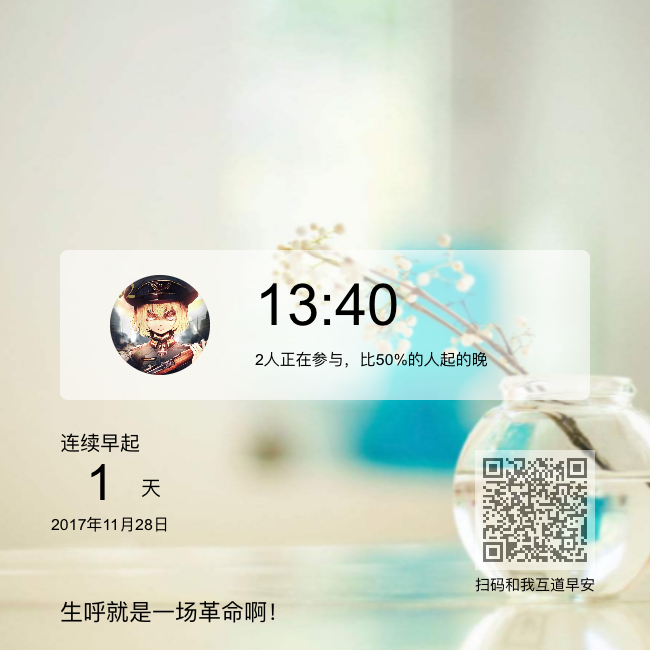 13:40
2人正在参与，比50%的人起的晚
连续早起
1 天
2017年11月28日
扫码和我互道早安
生呼就是一场革命啊！